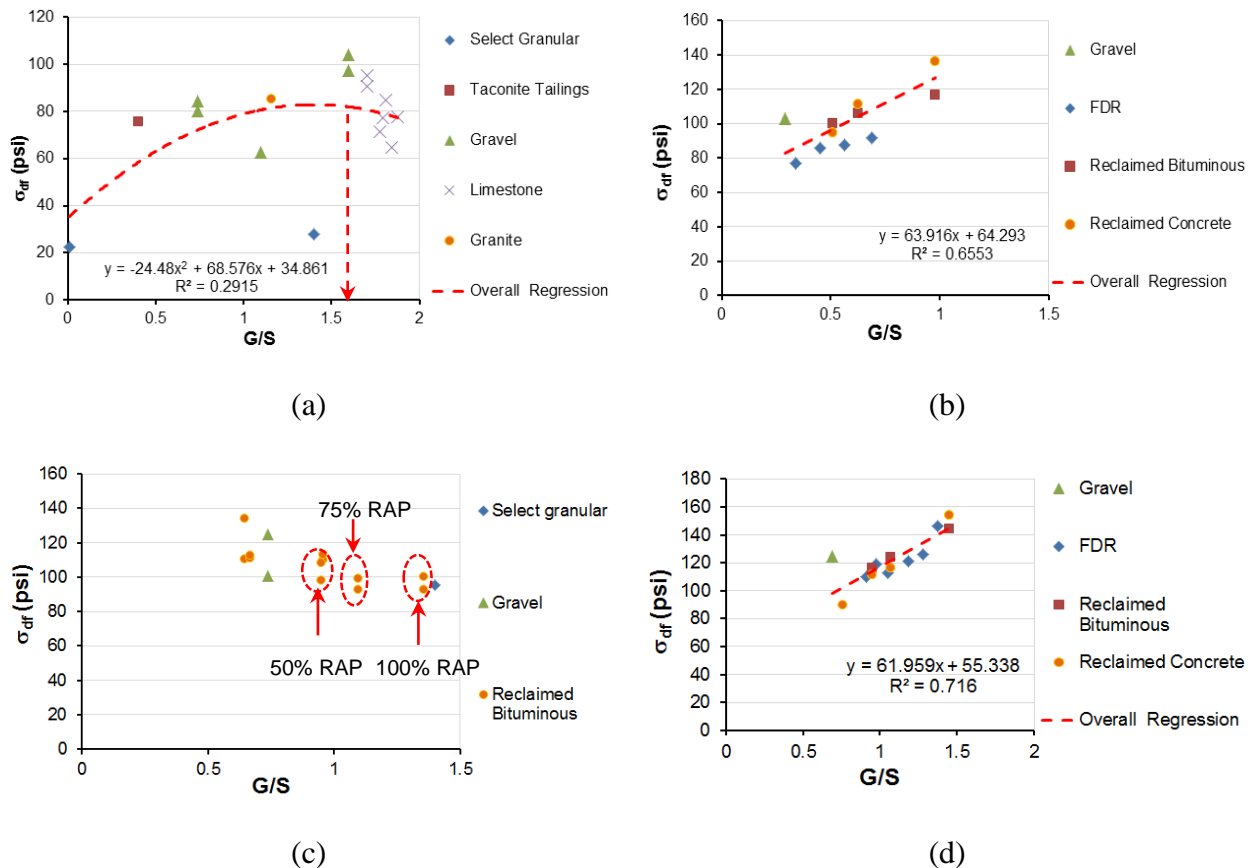 120
100
80
60
40
20
0
0
0.5
1
1.5
2
σdf (psi)
G/S
y = -24.48x² + 68.576x + 34.861
R² = 0.2915
Select Granular
Taconite Tailings
Gravel
Limestone
Granite
Overall Regression
(a)
160
140
120
100
80
60
40
20
0
0
0.5
1
1.5
σdf (psi)
G/S
y = 63.916x + 64.293
R² = 0.6553
Gravel
FDR
Reclaimed Bituminous
Reclaimed Concrete
Overall Regression
(b)
160
140
120
100
80
60
40
20
0
0
0.5
1
1.5
σdf (psi)
G/S
75% RAP
50% RAP
100% RAP
Select granular
Gravel
Reclaimed
Bituminous
(c)
180
160
140
120
100
80
60
40
20
0
0
0.5
1
1.5
2
σdf (psi)
G/S
y = 61.959x + 55.338
R² = 0.716
Gravel
FDR
Reclaimed
Bituminous
Reclaimed Concrete
Overall Regression
(d)